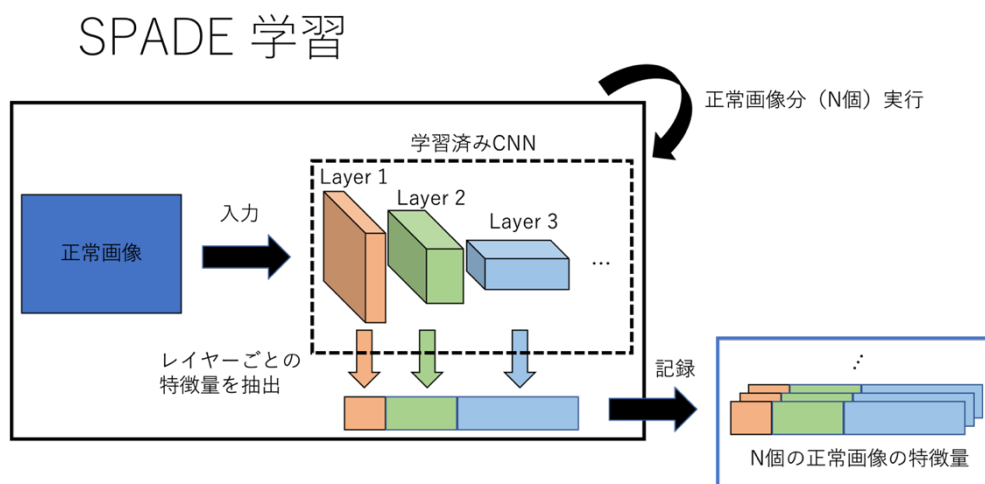 SPADE 学習
正常画像分（N個）実行
学習済みCNN
Layer 1
Layer 2
Layer 3
…
正常画像
入力
レイヤーごとの
特徴量を抽出
記録
…
N個の正常画像の特徴量